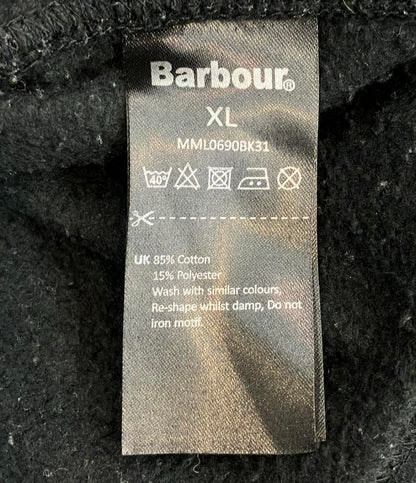 Barbour®
XL
MML0690BK31
40
UK 85% Cotton
15% Polyester
Wash with similar colours,
Re-shape whilst damp, Do not
iron motif.